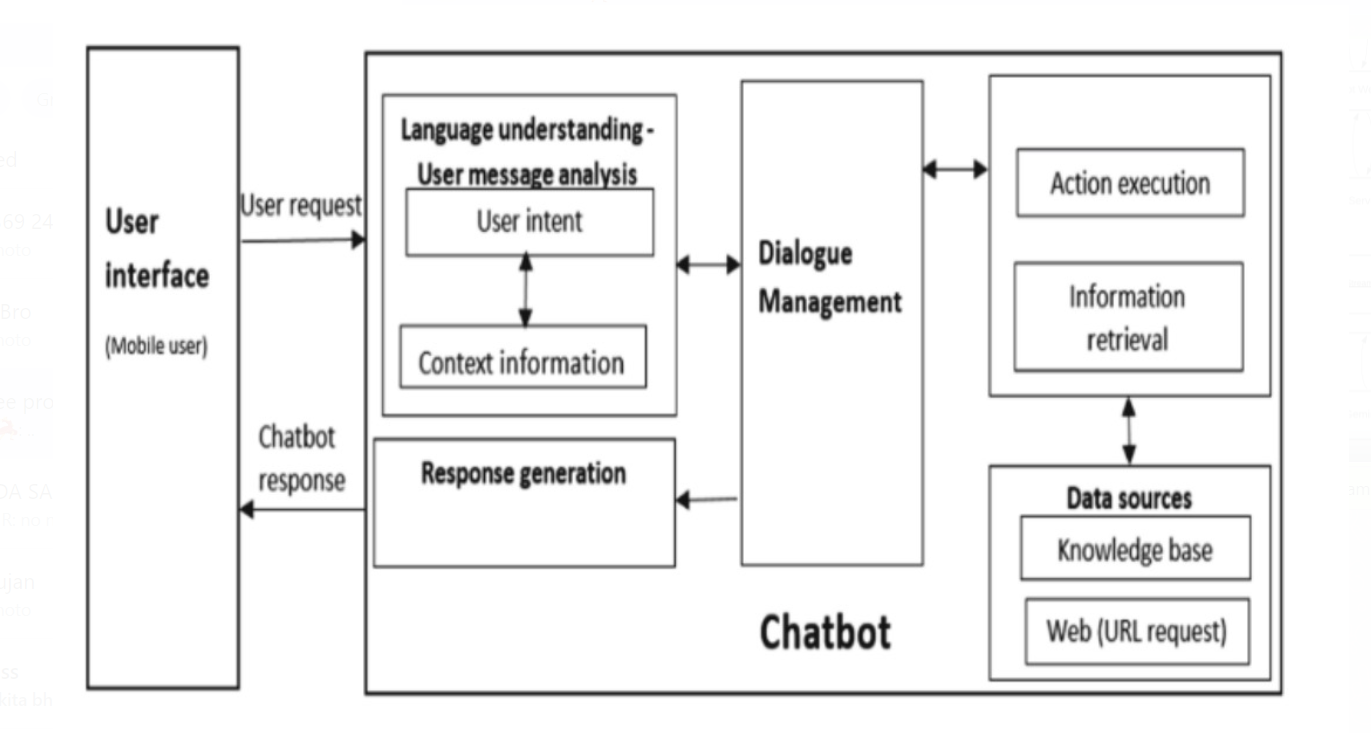 User
interface
(Mobile user)
User request
Chatbot
response
Language understanding -
User message analysis
User intent
Context information
Response generation
Dialogue
Management
Action execution
Information
retrieval
Data sources
Knowledge base
Web (URL request)
Chatbot